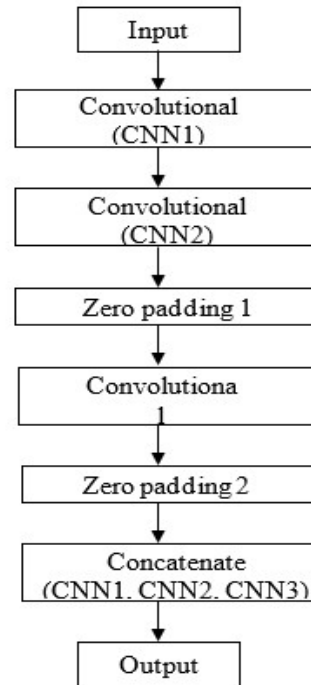 Input
Convolutional
(CNN1)
Convolutional
(CNN2)
Zero padding 1
Convolutiona
1
Zero padding 2
Concatenate
(CNN1, CNN2, CNN3)
Output